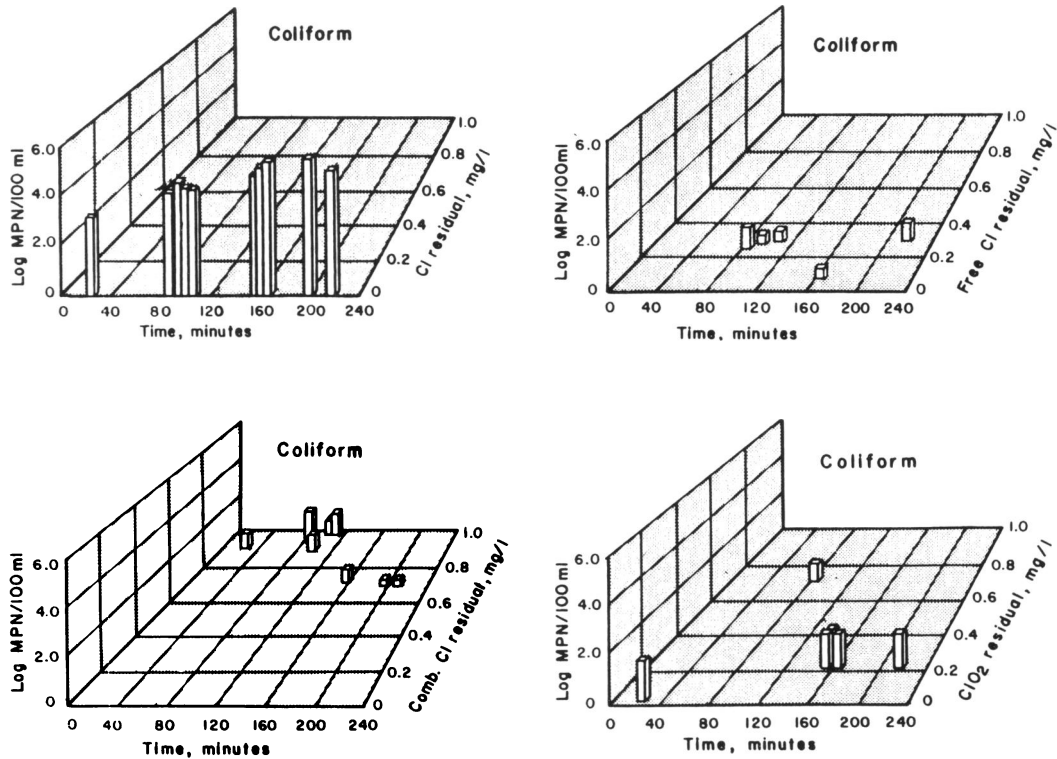 Coliform
6.0
4.0
2.0
0
Log MPN/100 ml
0 40 80 120 160 200 240
Time, minutes
0
0.2
0.4
0.6
0.8
1.0
Cl residual, mg/l
Coliform
6.0
4.0
2.0
0
Log MPN/100ml
0 40 80 120 160 200 240
Time, minutes
0
0.2
0.4
0.6
0.8
1.0
Free Cl residual, mg/l
Coliform
6.0
4.0
2.0
0
Log MPN/100ml
0 40 80 120 160 200 240
Time, minutes
0
0.2
0.4
0.6
0.8
1.0
Comb. Cl residual, mg/l
Coliform
6.0
4.0
2.0
0
Log MPN/100 ml
0 40 80 120 160 200 240
Time, minutes
0
0.2
0.4
0.6
0.8
1.0
ClO2 residual, mg/l